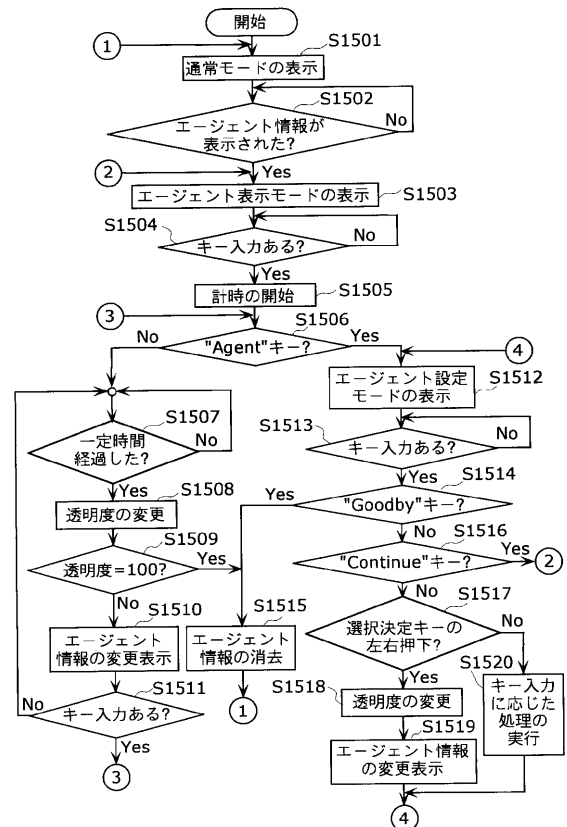 開始
①
S1501
通常モードの表示
S1502
エージェント情報が
表示された?
No
Yes
②
エージェント表示モードの表示
S1503
S1504
キー入力ある?
No
Yes
計時の開始
S1505
③
S1506
"Agent"キー?
No
Yes
④
エージェント設定
モードの表示
S1512
S1507
一定時間
経過した?
No
Yes
S1513
キー入力ある?
No
Yes
S1508
透明度の変更
S1514
"Goodby"キー?
Yes
No
S1509
透明度=100?
Yes
No
S1516
"Continue"キー?
Yes
②
No
S1510
エージェント
情報の変更表示
S1515
エージェント
情報の消去
①
S1517
選択決定キーの
左右押下?
No
Yes
S1511
キー入力ある?
No
Yes
③
S1518
透明度の変更
S1519
エージェント情報
の変更表示
S1520
キー入力
に応じた
処理の
実行
④